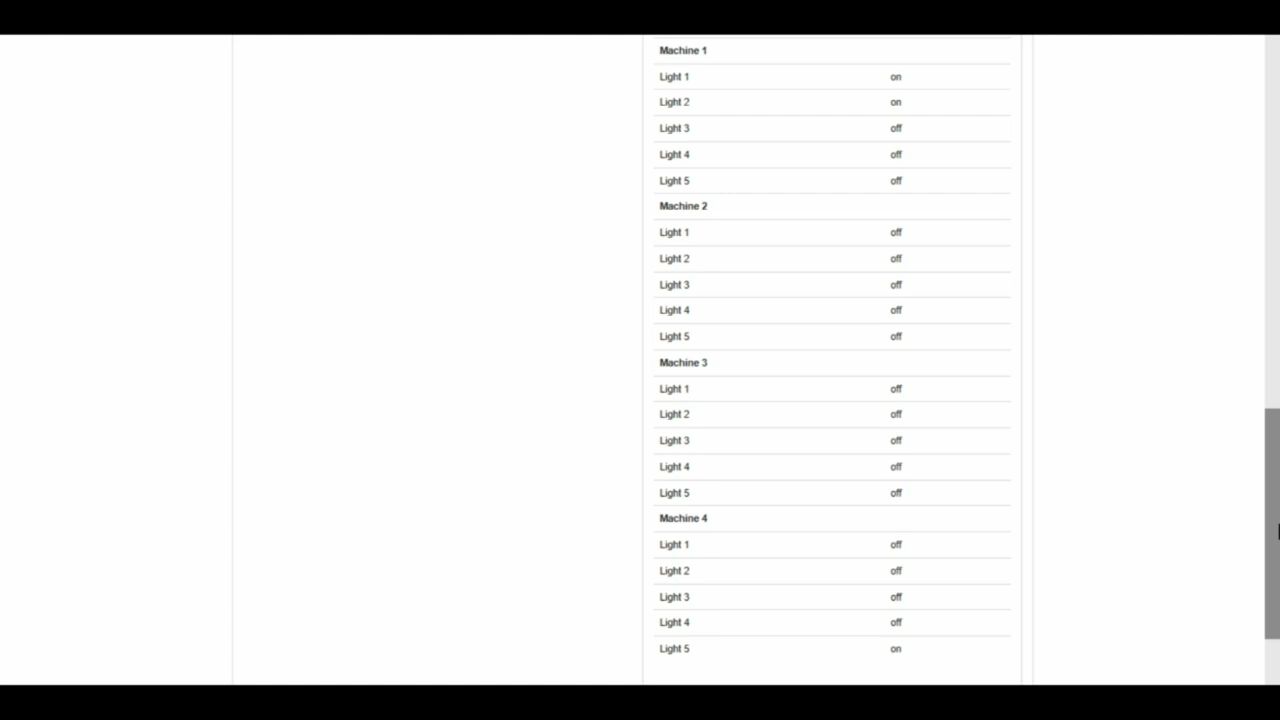 Machine 1
Light 1 on
Light 2 on
Light 3 off
Light 4 off
Light 5 off
Machine 2
Light 1 off
Light 2 off
Light 3 off
Light 4 off
Light 5 off
Machine 3
Light 1 off
Light 2 off
Light 3 off
Light 4 off
Light 5 off
Machine 4
Light 1 off
Light 2 off
Light 3 off
Light 4 off
Light 5 on